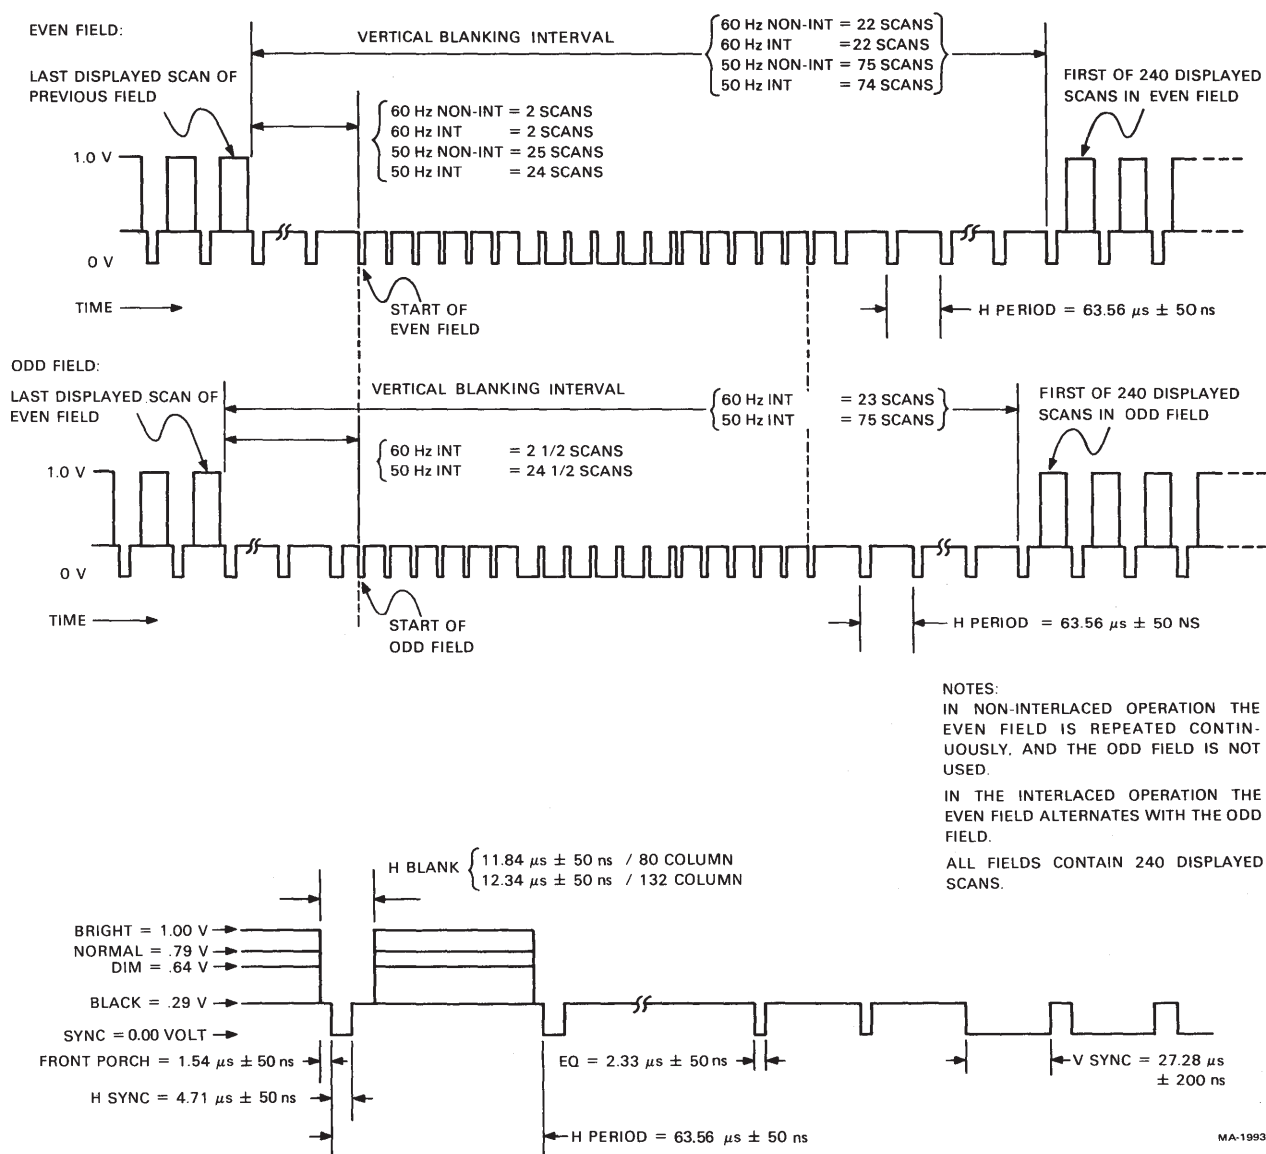 EVEN FIELD:
VERTICAL BLANKING INTERVAL
60 Hz NON-INT = 22 SCANS
60 Hz INT =22 SCANS
50 Hz NON-INT = 75 SCANS
50 Hz INT = 74 SCANS
LAST DISPLAYED SCAN OF
PREVIOUS FIELD
FIRST OF 240 DISPLAYED
SCANS IN EVEN FIELD
60 Hz NON-INT = 2 SCANS
60 Hz INT = 2 SCANS
50 Hz NON-INT = 25 SCANS
50 Hz INT = 24 SCANS
1.0 V
0 V
TIME
START OF
EVEN FIELD
H PERIOD = 63.56 µs ± 50 ns
ODD FIELD:
LAST DISPLAYED SCAN OF
EVEN FIELD
VERTICAL BLANKING INTERVAL
60 Hz INT = 23 SCANS
50 Hz INT = 75 SCANS
FIRST OF 240 DISPLAYED
SCANS IN ODD FIELD
60 Hz INT = 2 1/2 SCANS
50 Hz INT = 24 1/2 SCANS
1.0 V
0 V
TIME
START OF
ODD FIELD
H PERIOD = 63.56 µs ± 50 NS
NOTES:
IN NON-INTERLACED OPERATION THE
EVEN FIELD IS REPEATED CONTIN-
UOUSLY, AND THE ODD FIELD IS NOT
USED.
IN THE INTERLACED OPERATION THE
EVEN FIELD ALTERNATES WITH THE ODD
FIELD.
ALL FIELDS CONTAIN 240 DISPLAYED
SCANS.
H BLANK
11.84 µs ± 50 ns / 80 COLUMN
12.34 µs ± 50 ns / 132 COLUMN
BRIGHT = 1.00 V
NORMAL = .79 V
DIM = .64 V
BLACK = .29 V
SYNC = 0.00 VOLT
FRONT PORCH = 1.54 µs ± 50 ns
EQ = 2.33 µs ± 50 ns
V SYNC = 27.28 µs
± 200 ns
H SYNC = 4.71 µs ± 50 ns
H PERIOD = 63.56 µs ± 50 ns
MA-1993